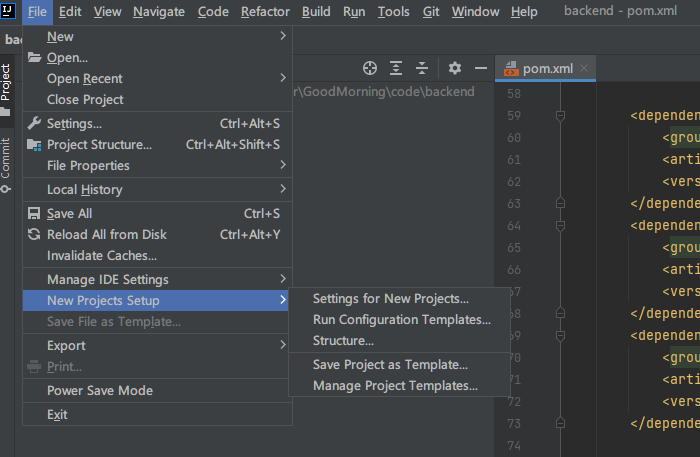 IJ File Edit View Navigate Code Refactor Build Run Tools Git Window Help backend - pom.xml
New
Open...
Open Recent
Close Project
Settings... Ctrl+Alt+S
Project Structure... Ctrl+Alt+Shift+S
File Properties
Local History
Save All Ctrl+S
Reload All from Disk Ctrl+Alt+Y
Invalidate Caches...
Manage IDE Settings
New Projects Setup
Save File as Template...
Export
Print...
Power Save Mode
Exit
Settings for New Projects...
Run Configuration Templates...
Structure...
Save Project as Template...
Manage Project Templates...
ba
Project
Commit
r\GoodMorning\code\backend
pom.xml
58
59 <dependen
60 <grou
61 <arti
62 <vers
63 </depende
64 <dependen
65 <grou
66 <arti
67 <vers
68 </depende
69 <dependen
70 <grou
71 <arti
72 <vers
73 </depende
74